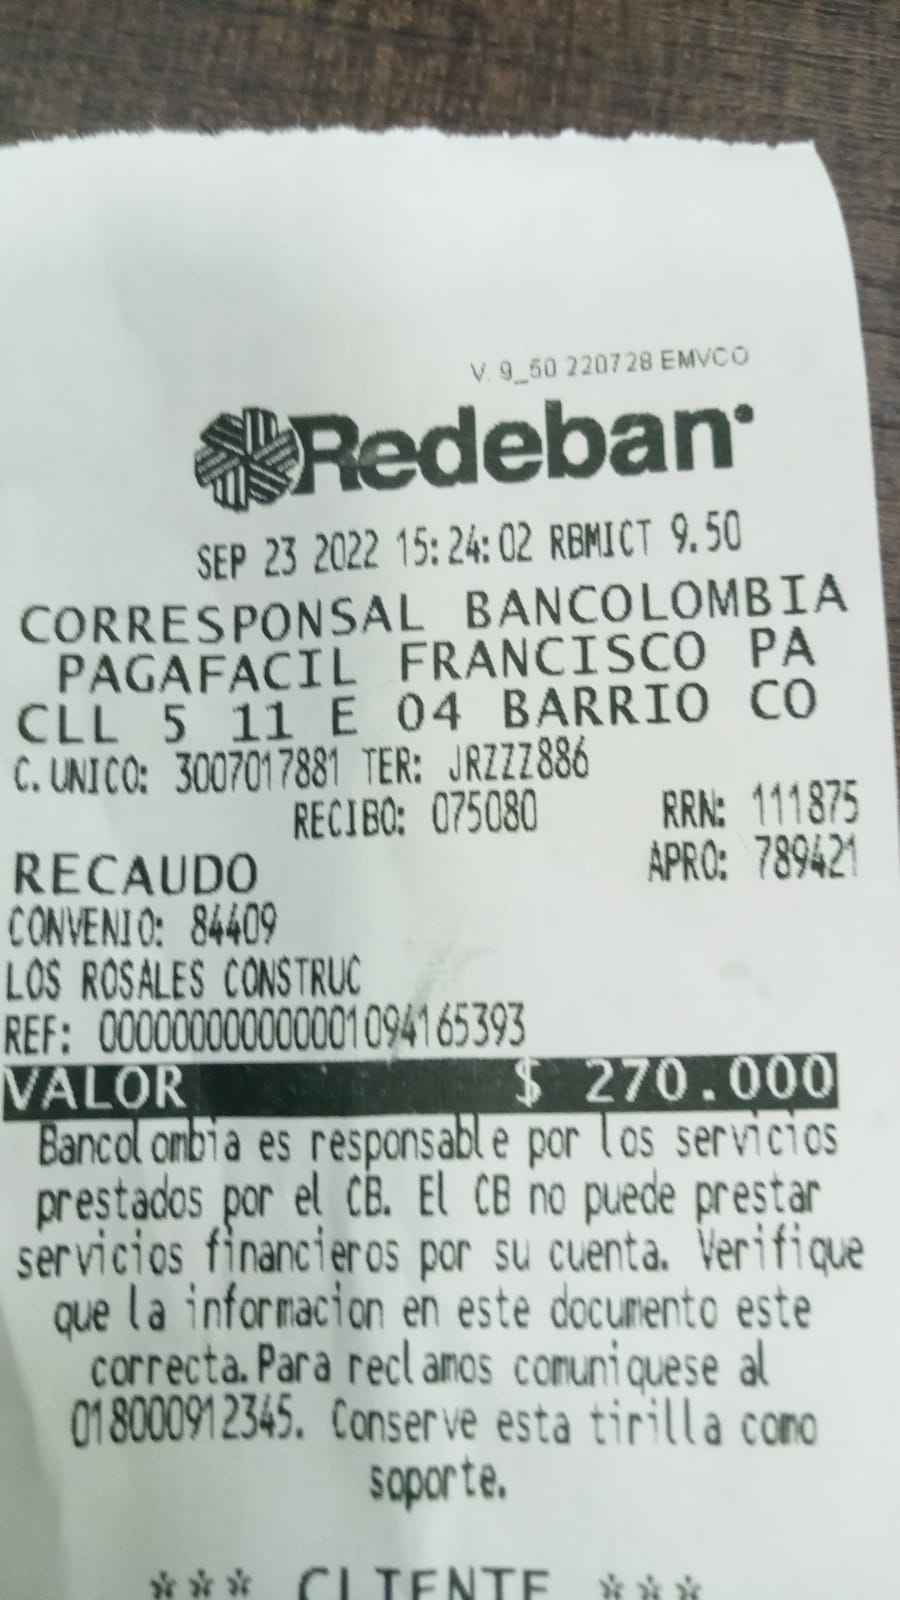 V. 9_50 220728 EMVCO
Redeban
SEP 23 2022 15:24:02 RBMICT 9.50
CORRESPONSAL BANCOLOMBIA
PAGAFACIL FRANCISCO PA
CLL 5 11 E 04 BARRIO CO
C. UNICO: 3007017881 TER: JRZZZ886
RECIBO: 075080 RRN: 111875
RECAUDO APRO: 789421
CONVENIO: 84409
LOS ROSALES CONSTRUC
REF: 00000000000001094165393
VALOR $ 270.000
Bancolombia es responsable por los servicios
prestados por el CB. El CB no puede prestar
servicios financieros por su cuenta. Verifique
que la informacion en este documento este
correcta. Para reclamos comuniquese al
018000912345. Conserve esta tirilla como
soporte.
*** CLIENTE ***